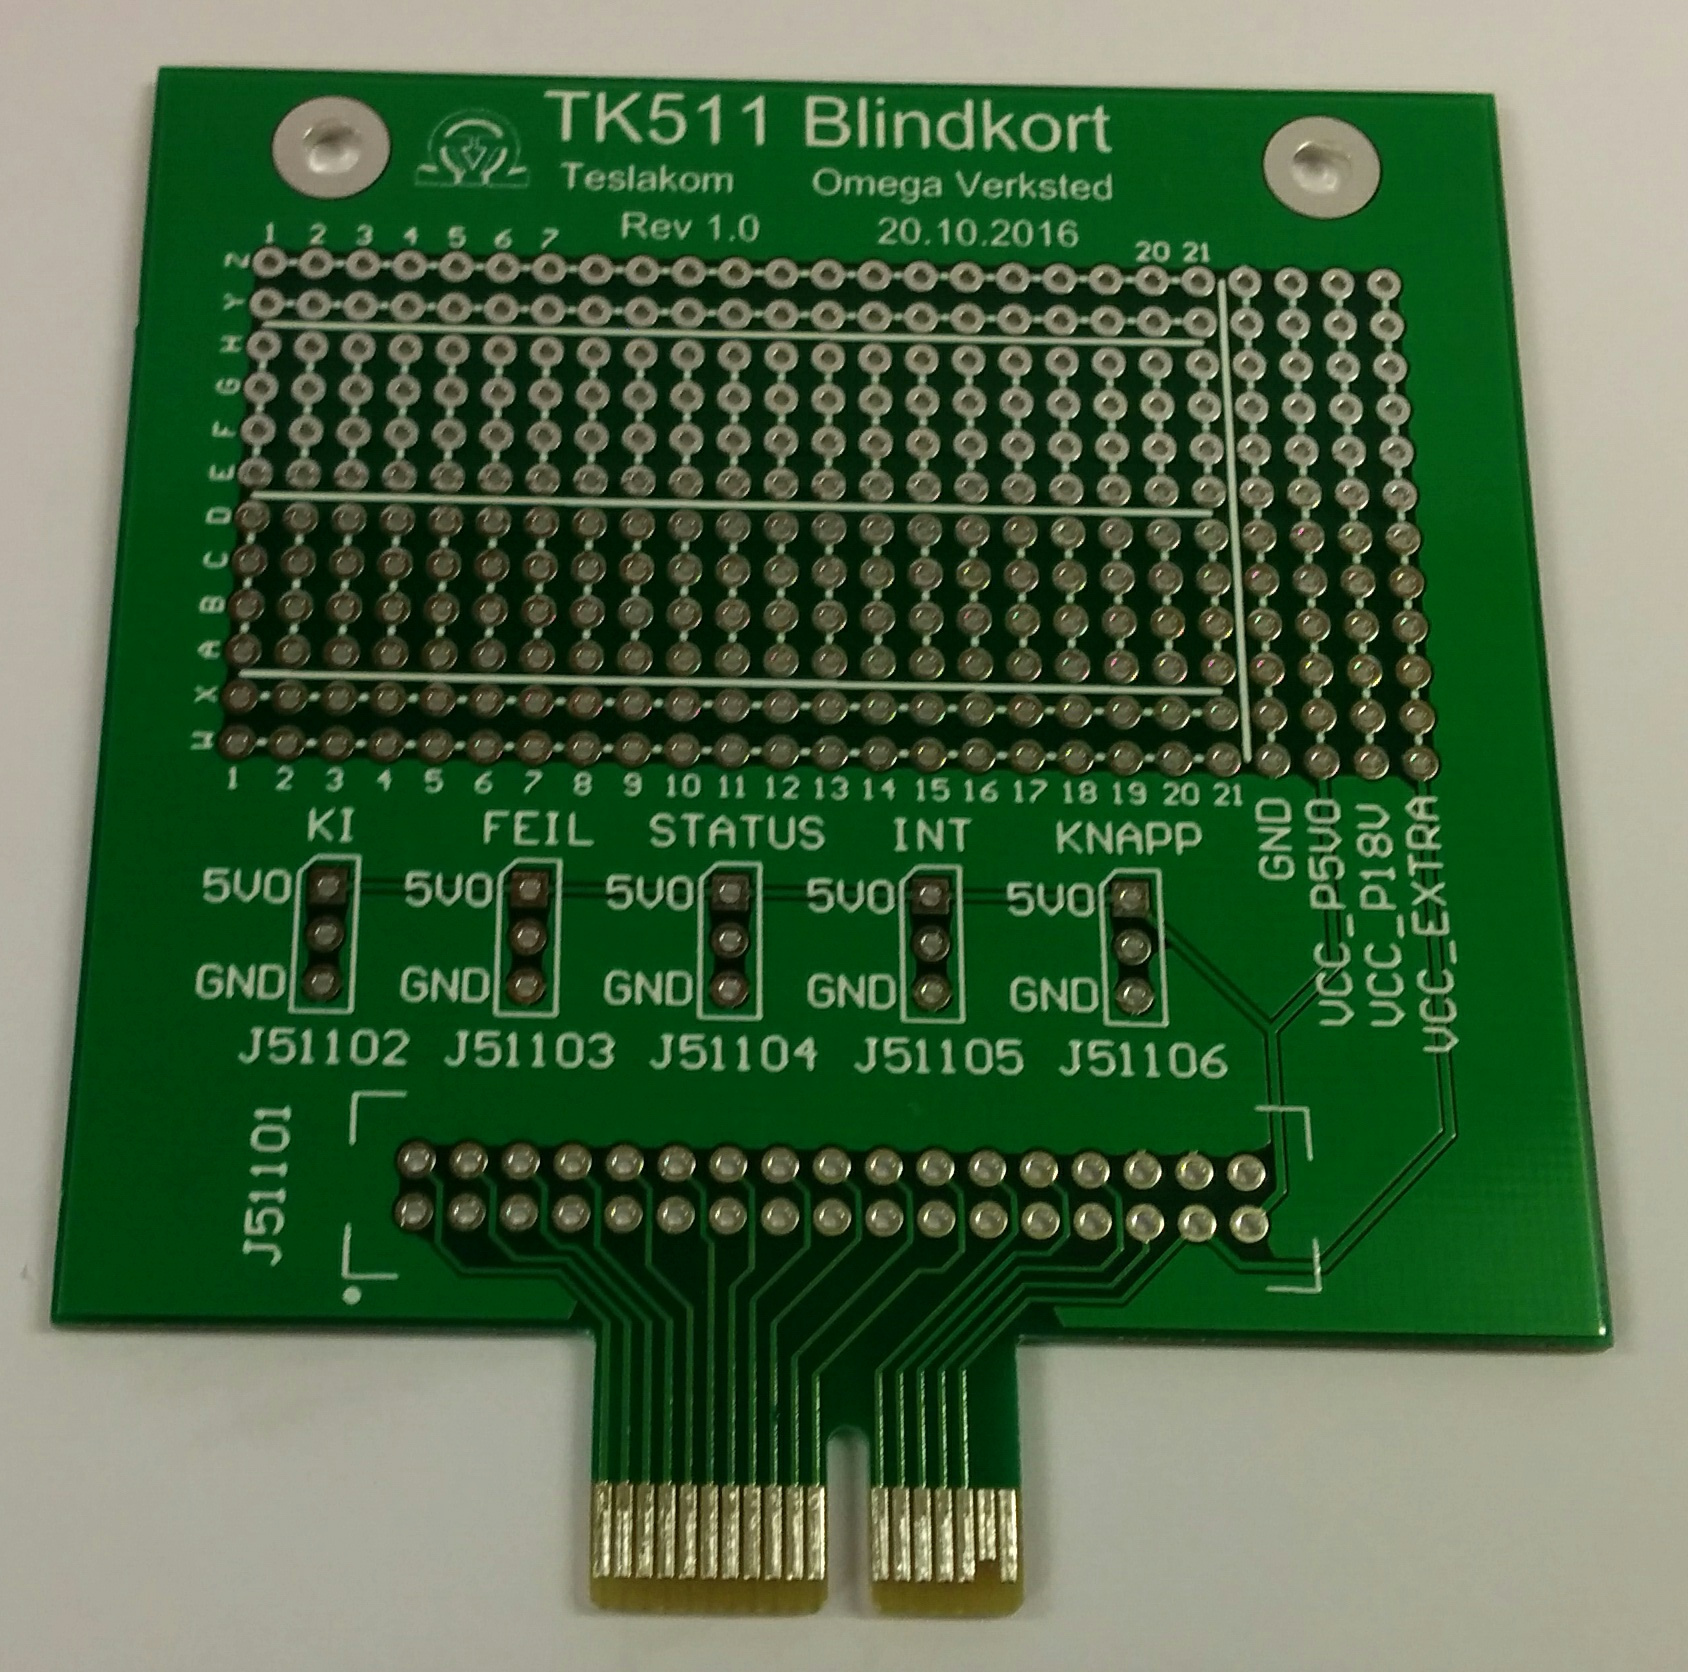 TK511 Blindkort
Teslakom Omega Verksted
Rev 1.0 20.10.2016
1 2 3 4 5 6 7 20 21
Z
Y
H
G
F
E
D
C
B
A
X
W
1 2 3 4 5 6 7 8 9 10 11 12 13 14 15 16 17 18 19 20 21
GND
VCC_P5V0
VCC_P18V
VCC_EXTRA
KI FEIL STATUS INT KNAPP
5V0 5V0 5V0 5V0 5V0
GND GND GND GND GND
J51102 J51103 J51104 J51105 J51106
J51101